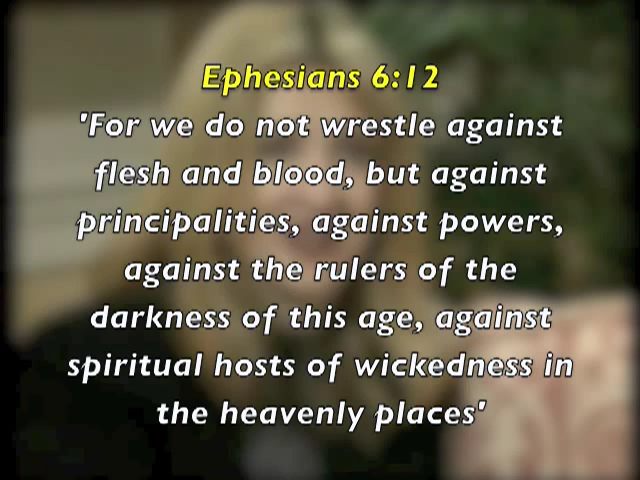 Ephesians 6:12
'For we do not wrestle against
flesh and blood, but against
principalities, against powers,
against the rulers of the
darkness of this age, against
spiritual hosts of wickedness in
the heavenly places'